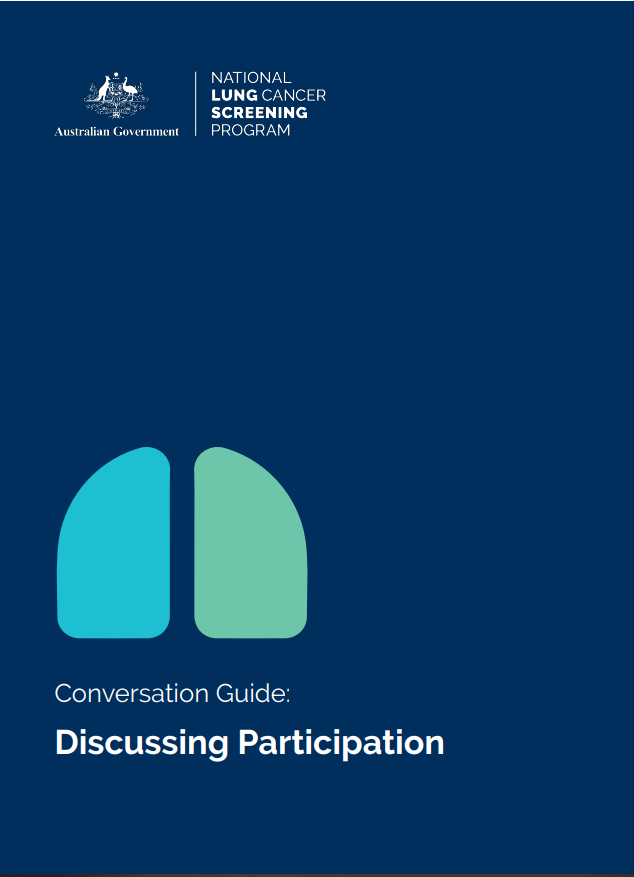 Australian Government
NATIONAL
LUNG CANCER
SCREENING
PROGRAM
Conversation Guide:
Discussing Participation